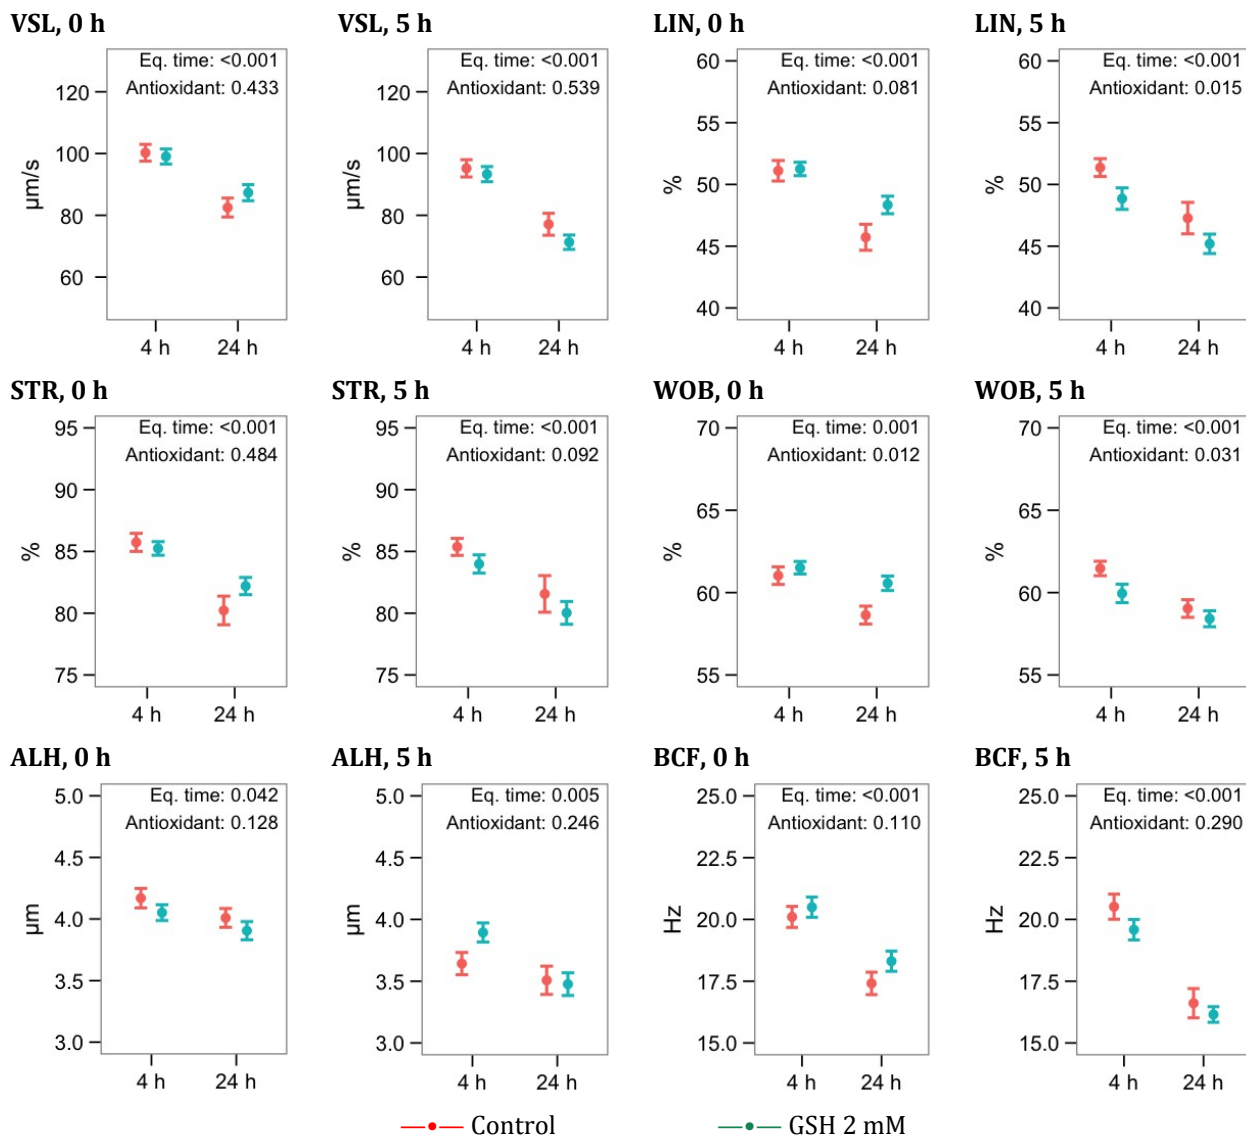 VSL, 0 h
Eq. time: <0.001
Antioxidant: 0.433
µm/s
120
100
80
60
4 h 24 h
VSL, 5 h
Eq. time: <0.001
Antioxidant: 0.539
µm/s
120
100
80
60
4 h 24 h
LIN, 0 h
Eq. time: <0.001
Antioxidant: 0.081
%
60
55
50
45
40
4 h 24 h
LIN, 5 h
Eq. time: <0.001
Antioxidant: 0.015
%
60
55
50
45
40
4 h 24 h
STR, 0 h
Eq. time: <0.001
Antioxidant: 0.484
%
95
90
85
80
75
4 h 24 h
STR, 5 h
Eq. time: <0.001
Antioxidant: 0.092
%
95
90
85
80
75
4 h 24 h
WOB, 0 h
Eq. time: 0.001
Antioxidant: 0.012
%
70
65
60
55
4 h 24 h
WOB, 5 h
Eq. time: <0.001
Antioxidant: 0.031
%
70
65
60
55
4 h 24 h
ALH, 0 h
Eq. time: 0.042
Antioxidant: 0.128
µm
5.0
4.5
4.0
3.5
3.0
4 h 24 h
ALH, 5 h
Eq. time: 0.005
Antioxidant: 0.246
µm
5.0
4.5
4.0
3.5
3.0
4 h 24 h
BCF, 0 h
Eq. time: <0.001
Antioxidant: 0.110
Hz
25.0
22.5
20.0
17.5
15.0
4 h 24 h
BCF, 5 h
Eq. time: <0.001
Antioxidant: 0.290
Hz
25.0
22.5
20.0
17.5
15.0
4 h 24 h
Control
GSH 2 mM